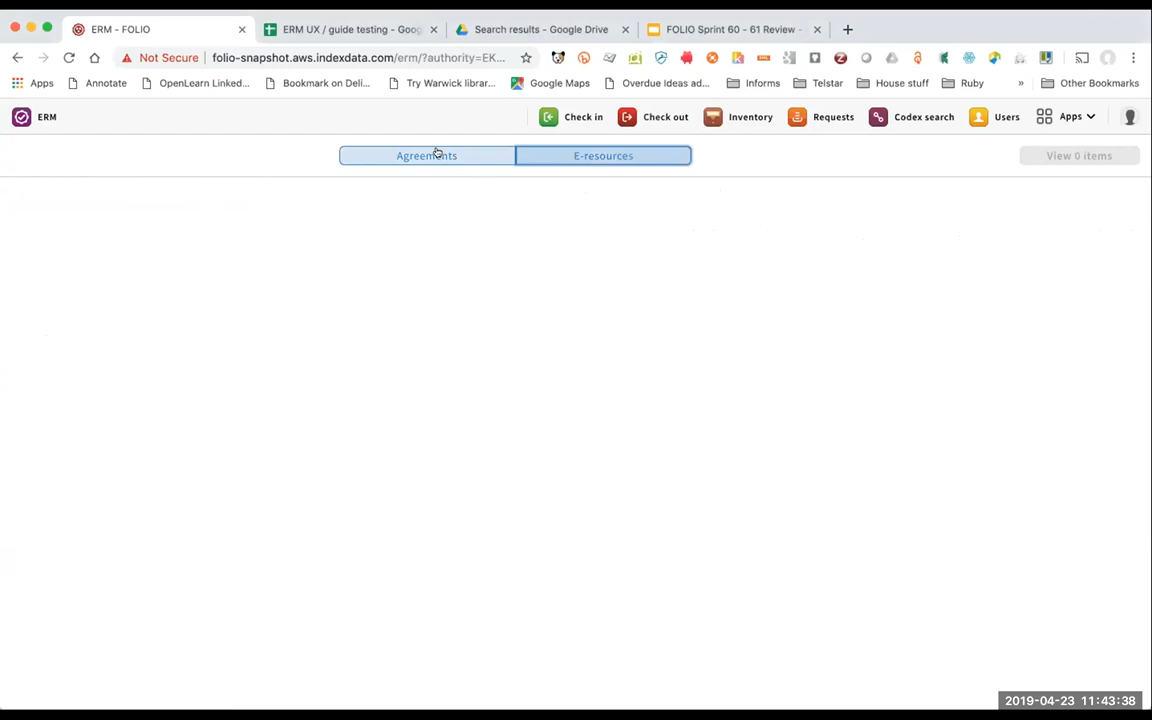 ERM - FOLIO
ERM UX / guide testing - Goog
Search results - Google Drive
FOLIO Sprint 60 - 61 Review -
Not Secure
folio-snapshot.aws.indexdata.com/erm/?authority=EK...
Apps
Annotate
OpenLearn Linked...
Bookmark on Deli...
Try Warwick librar...
Google Maps
Overdue Ideas ad...
Informs
Telstar
House stuff
Ruby
»
Other Bookmarks
ERM
Check in
Check out
Inventory
Requests
Codex search
Users
Apps
Agreements
E-resources
View 0 items
2019-04-23 11:43:38